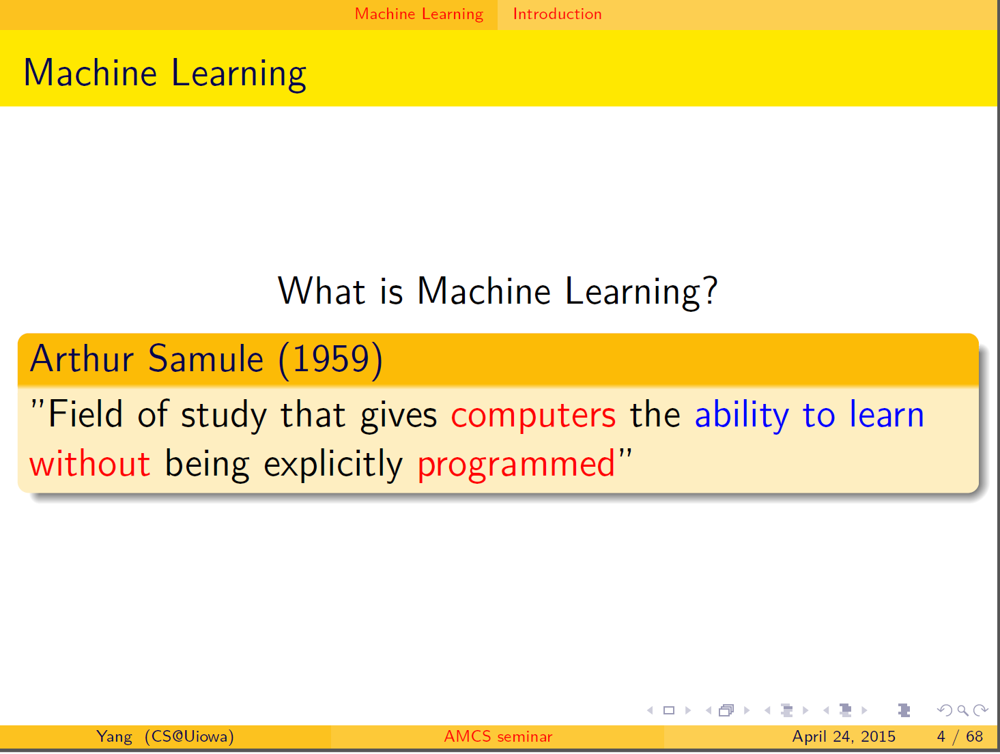 Machine Learning Introduction
Machine Learning
What is Machine Learning?
Arthur Samule (1959)
”Field of study that gives computers the ability to learn
without being explicitly programmed”
Yang (CS@Uiowa) AMCS seminar April 24, 2015 4 / 68